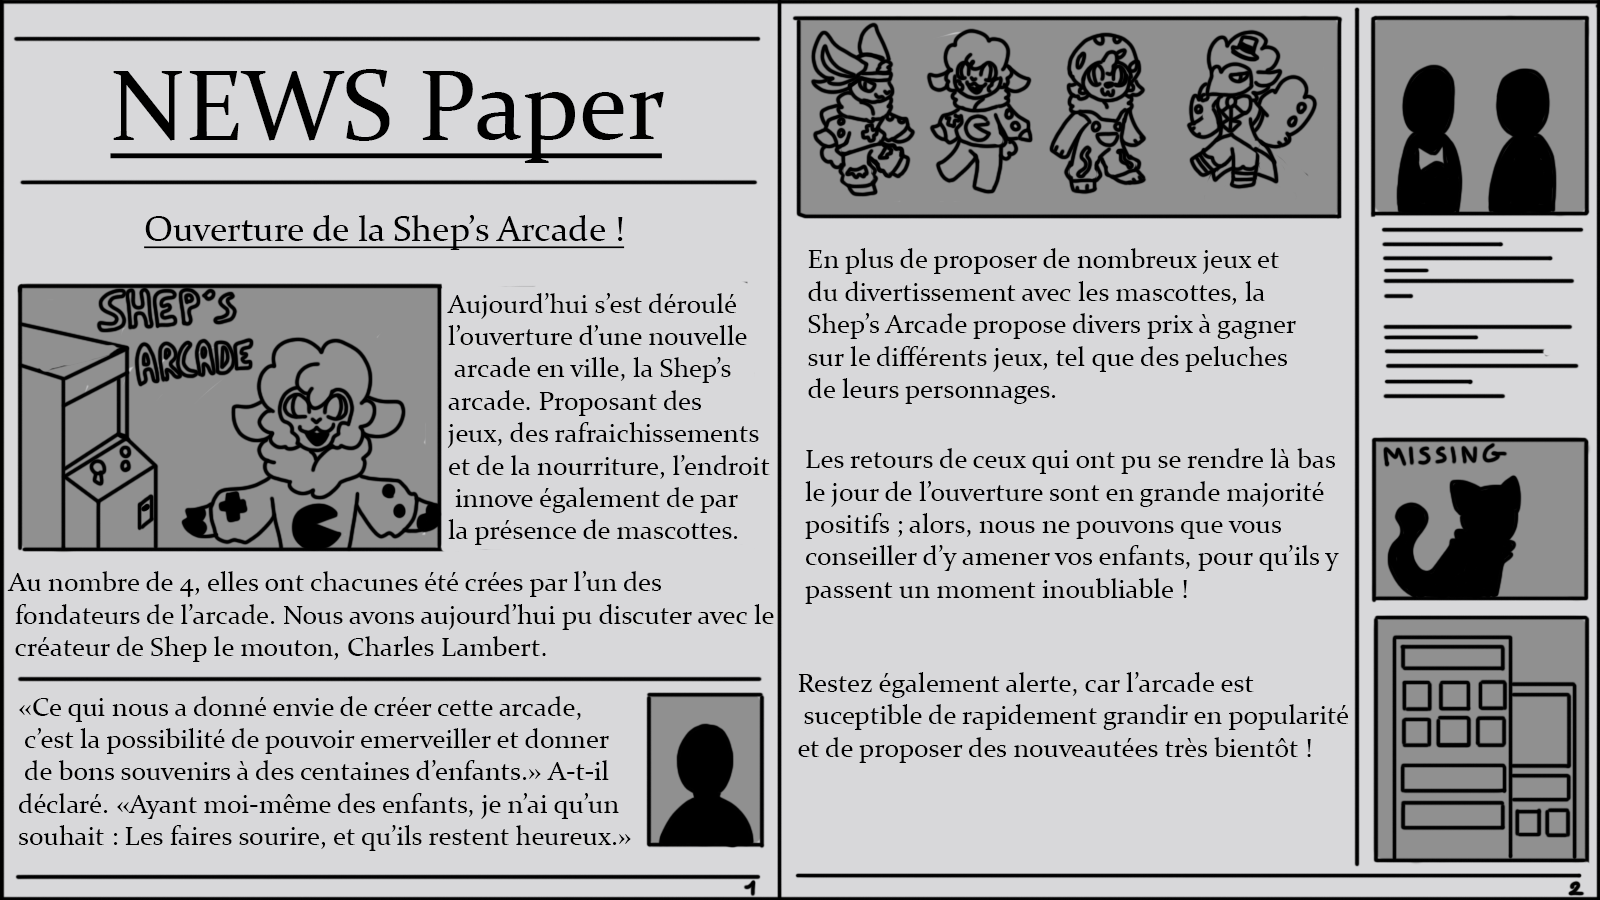 NEWS Paper
Ouverture de la Shep's Arcade !
SHEP'S
ARCADE
Aujourd'hui s'est déroulé
l'ouverture d'une nouvelle
arcade en ville, la Shep's
arcade. Proposant des
jeux, des rafraichissements
et de la nourriture, l'endroit
innove également de par
la présence de mascottes.
Au nombre de 4, elles ont chacunes été crées par l'un des
fondateurs de l'arcade. Nous avons aujourd'hui pu discuter avec le
créateur de Shep le mouton, Charles Lambert.
«Ce qui nous a donné envie de créer cette arcade,
c'est la possibilité de pouvoir emerveiller et donner
de bons souvenirs à des centaines d'enfants.» A-t-il
déclaré. «Ayant moi-même des enfants, je n'ai qu'un
souhait : Les faires sourire, et qu'ils restent heureux.»
1
En plus de proposer de nombreux jeux et
du divertissement avec les mascottes, la
Shep's Arcade propose divers prix à gagner
sur le différents jeux, tel que des peluches
de leurs personnages.
Les retours de ceux qui ont pu se rendre là bas
le jour de l'ouverture sont en grande majorité
positifs ; alors, nous ne pouvons que vous
conseiller d'y amener vos enfants, pour qu'ils y
passent un moment inoubliable !
Restez également alerte, car l'arcade est
suceptible de rapidement grandir en popularité
et de proposer des nouveautées très bientôt !
MISSING
2